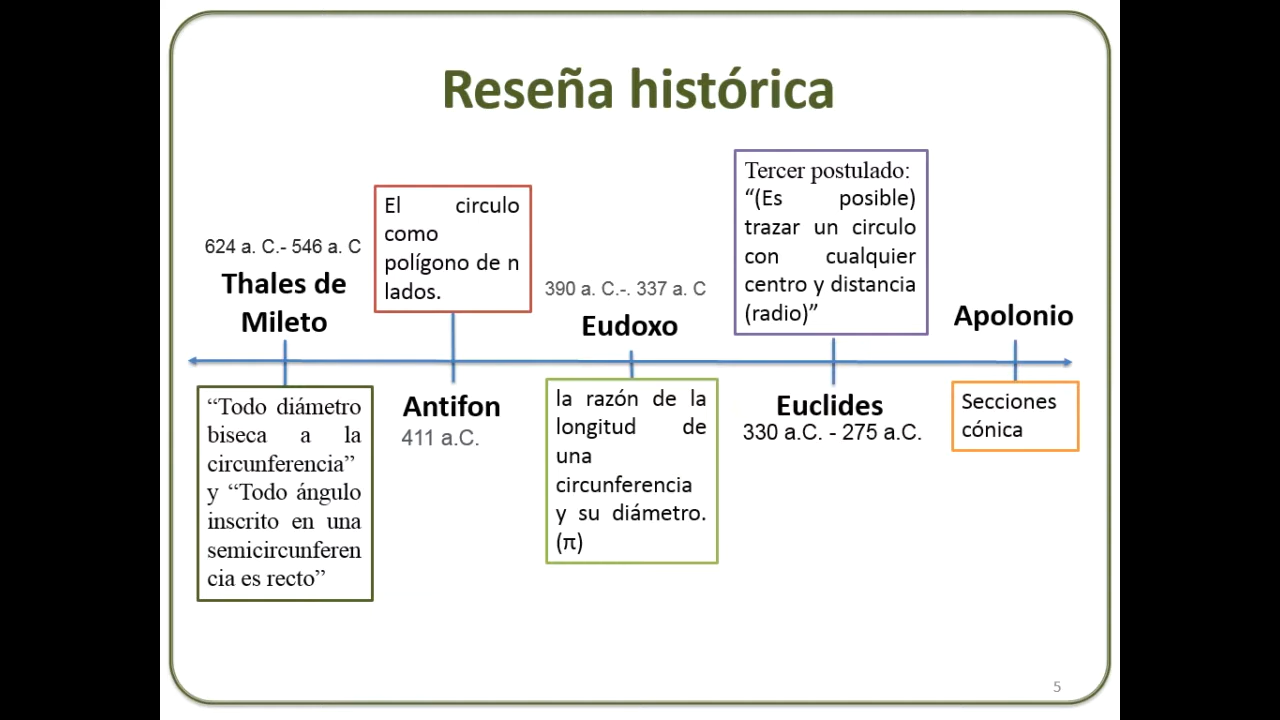 Reseña histórica
624 a. C.- 546 a. C
Thales de
Mileto
“Todo diámetro
biseca a la
circunferencia”
y “Todo ángulo
inscrito en una
semicircunferen
cia es recto”
El circulo
como
polígono de n
lados.
Antifon
411 a.C.
390 a. C.-. 337 a. C
Eudoxo
la razón de la
longitud de
una
circunferencia
y su diámetro.
(π)
Tercer postulado:
“(Es posible)
trazar un circulo
con cualquier
centro y distancia
(radio)”
Euclides
330 a.C. - 275 a.C.
Apolonio
Secciones
cónica
5